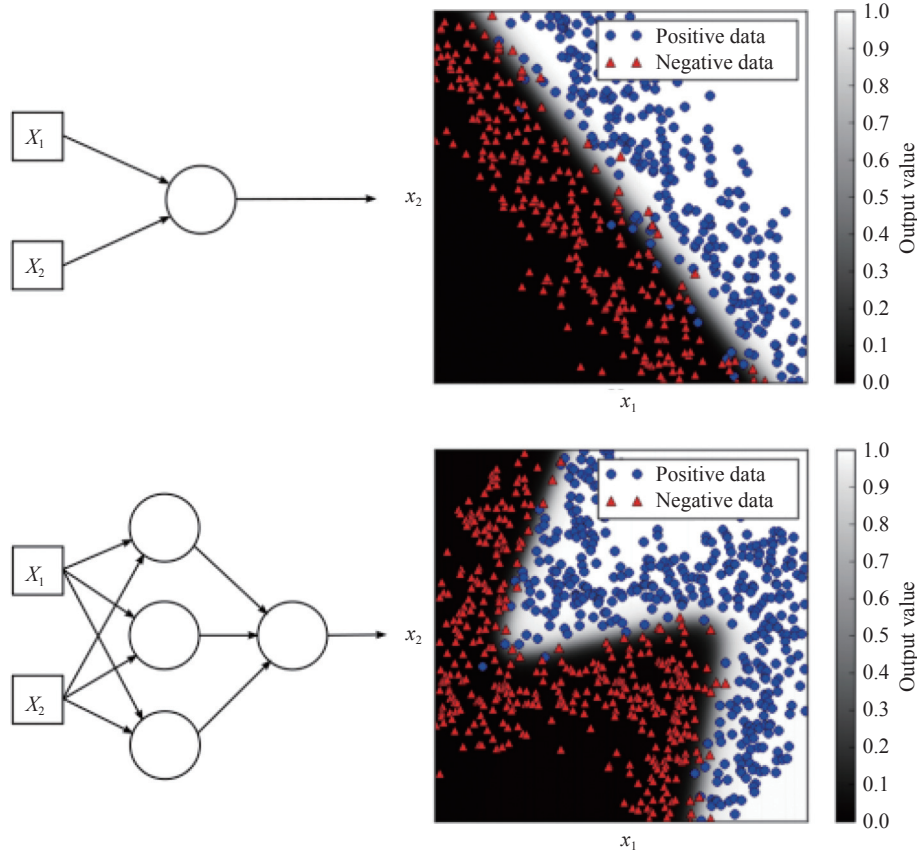 X1
X2
x2
Positive data
Negative data
x1
1.0
0.9
0.8
0.7
0.6
0.5
0.4
0.3
0.2
0.1
0.0
Output value
X1
X2
x2
Positive data
Negative data
x1
1.0
0.9
0.8
0.7
0.6
0.5
0.4
0.3
0.2
0.1
0.0
Output value